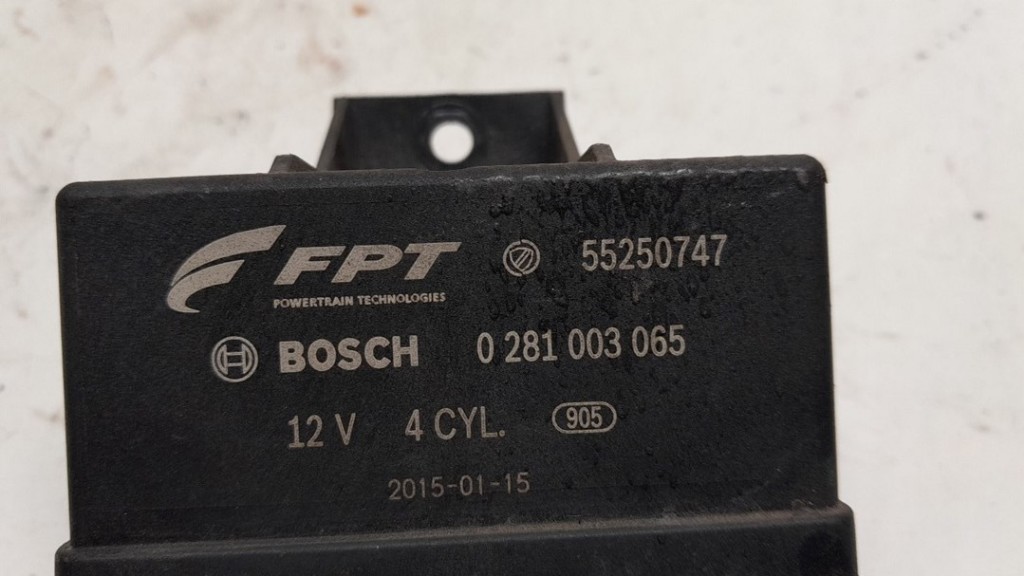 FPT 55250747
POWERTRAIN TECHNOLOGIES
BOSCH 0 281 003 065
12 V 4 CYL. 905
2015-01-15